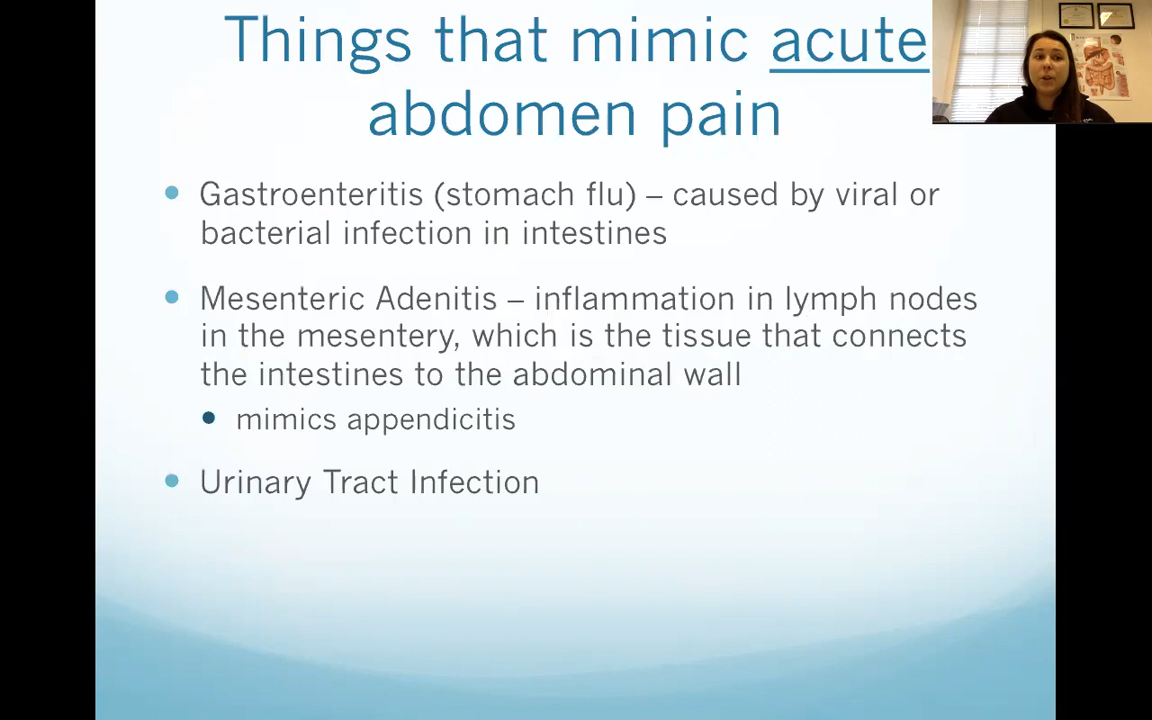 Things that mimic acute
abdomen pain
Gastroenteritis (stomach flu) – caused by viral or
bacterial infection in intestines
Mesenteric Adenitis – inflammation in lymph nodes
in the mesentery, which is the tissue that connects
the intestines to the abdominal wall
mimics appendicitis
Urinary Tract Infection